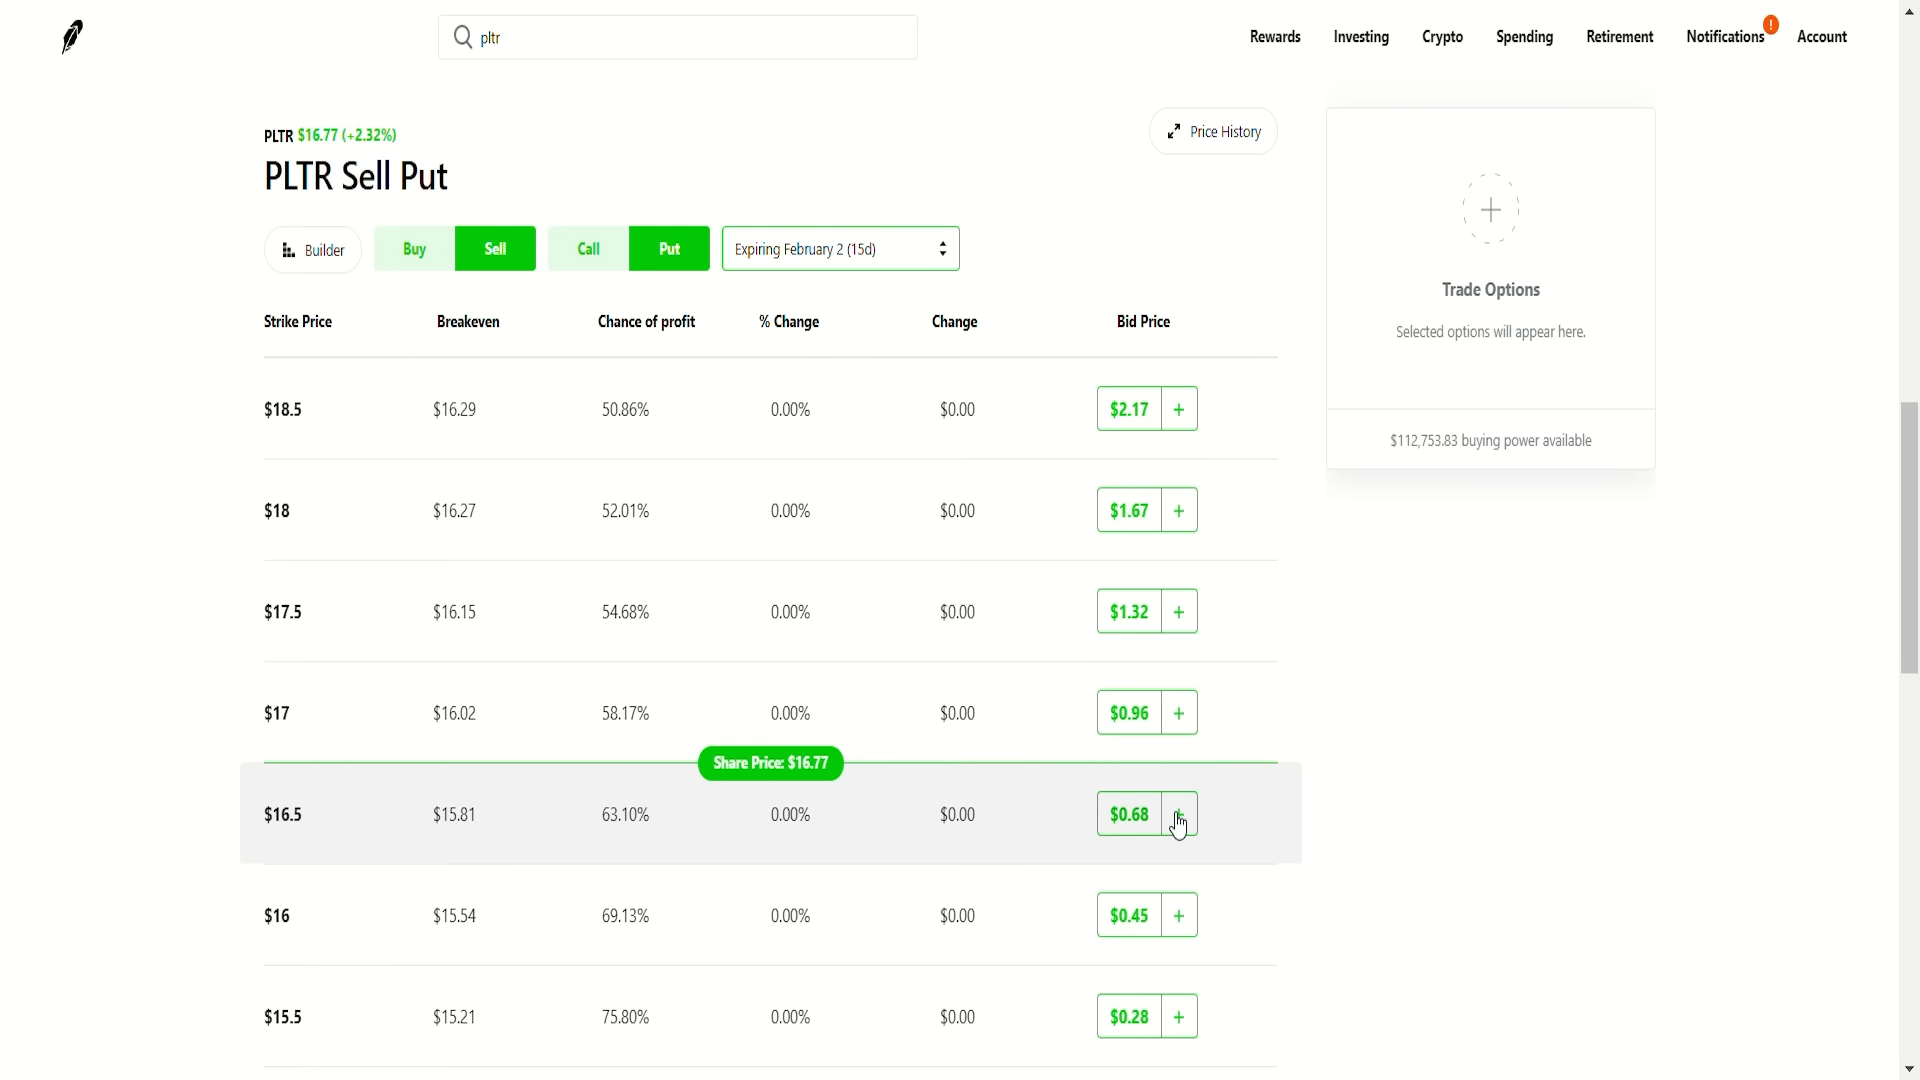 pltr
Rewards Investing Crypto Spending Retirement Notifications ! Account
PLTR $16.77 (+2.32%)
Price History
PLTR Sell Put
Builder Buy Sell Call Put Expiring February 2 (15d)
Strike Price Breakeven Chance of profit % Change Change Bid Price
$18.5 $16.29 50.86% 0.00% $0.00 $2.17 +
$18 $16.27 52.01% 0.00% $0.00 $1.67 +
$17.5 $16.15 54.68% 0.00% $0.00 $1.32 +
$17 $16.02 58.17% 0.00% $0.00 $0.96 +
Share Price: $16.77
$16.5 $15.81 63.10% 0.00% $0.00 $0.68 +
$16 $15.54 69.13% 0.00% $0.00 $0.45 +
$15.5 $15.21 75.80% 0.00% $0.00 $0.28 +
Trade Options
Selected options will appear here.
$112,753.83 buying power available